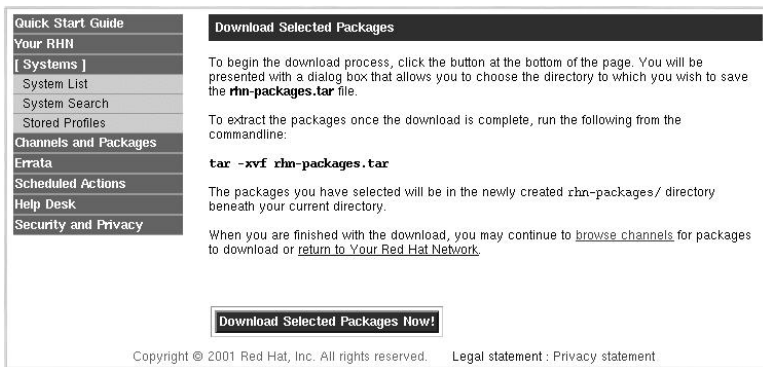 Quick Start Guide
Your RHN
[ Systems ]
System List
System Search
Stored Profiles
Channels and Packages
Errata
Scheduled Actions
Help Desk
Security and Privacy
Download Selected Packages
To begin the download process, click the button at the bottom of the page. You will be
presented with a dialog box that allows you to choose the directory to which you wish to save
the rhn-packages.tar file.
To extract the packages once the download is complete, run the following from the
commandline:
tar -xvf rhn-packages.tar
The packages you have selected will be in the newly created rhn-packages/ directory
beneath your current directory.
When you are finished with the download, you may continue to browse channels for packages
to download or return to Your Red Hat Network.
Download Selected Packages Now!
Copyright © 2001 Red Hat, Inc. All rights reserved. Legal statement : Privacy statement